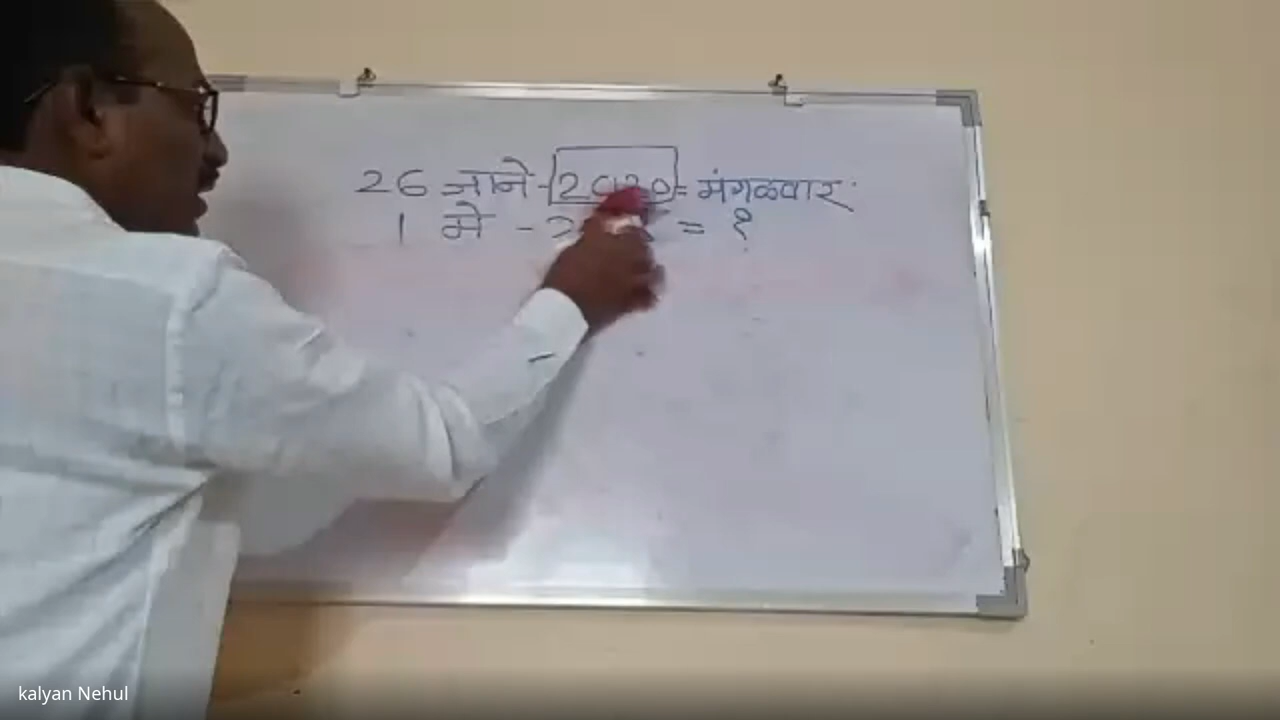 26 जाने - 2020 = मंगळवार
1 मे - = ?
kalyan Nehul